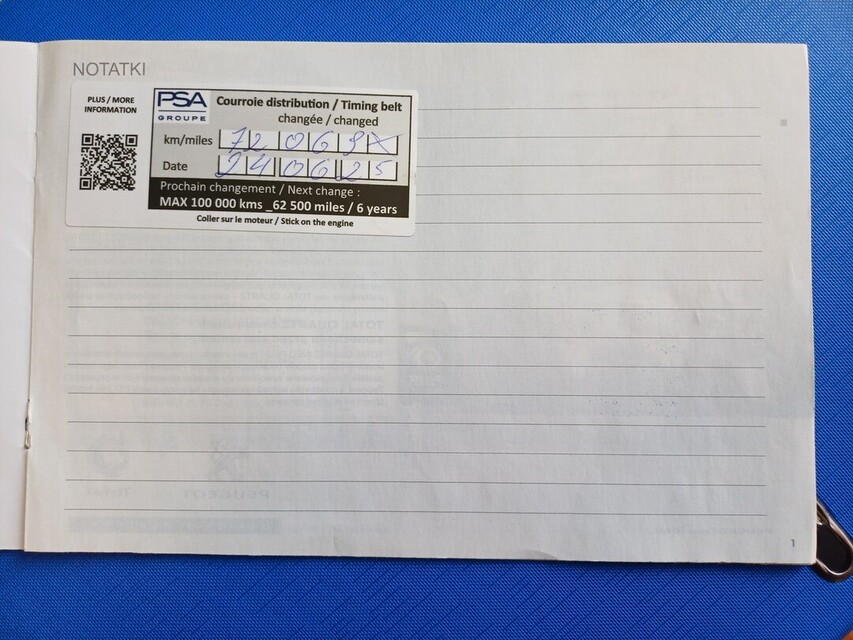 NOTATKI
PLUS / MORE
INFORMATION
PSA
GROUPE
Courroie distribution / Timing belt
changée / changed
km/miles 72 069
Date 240625
Prochain changement / Next change :
MAX 100 000 kms _62 500 miles / 6 years
Coller sur le moteur / Stick on the engine
1